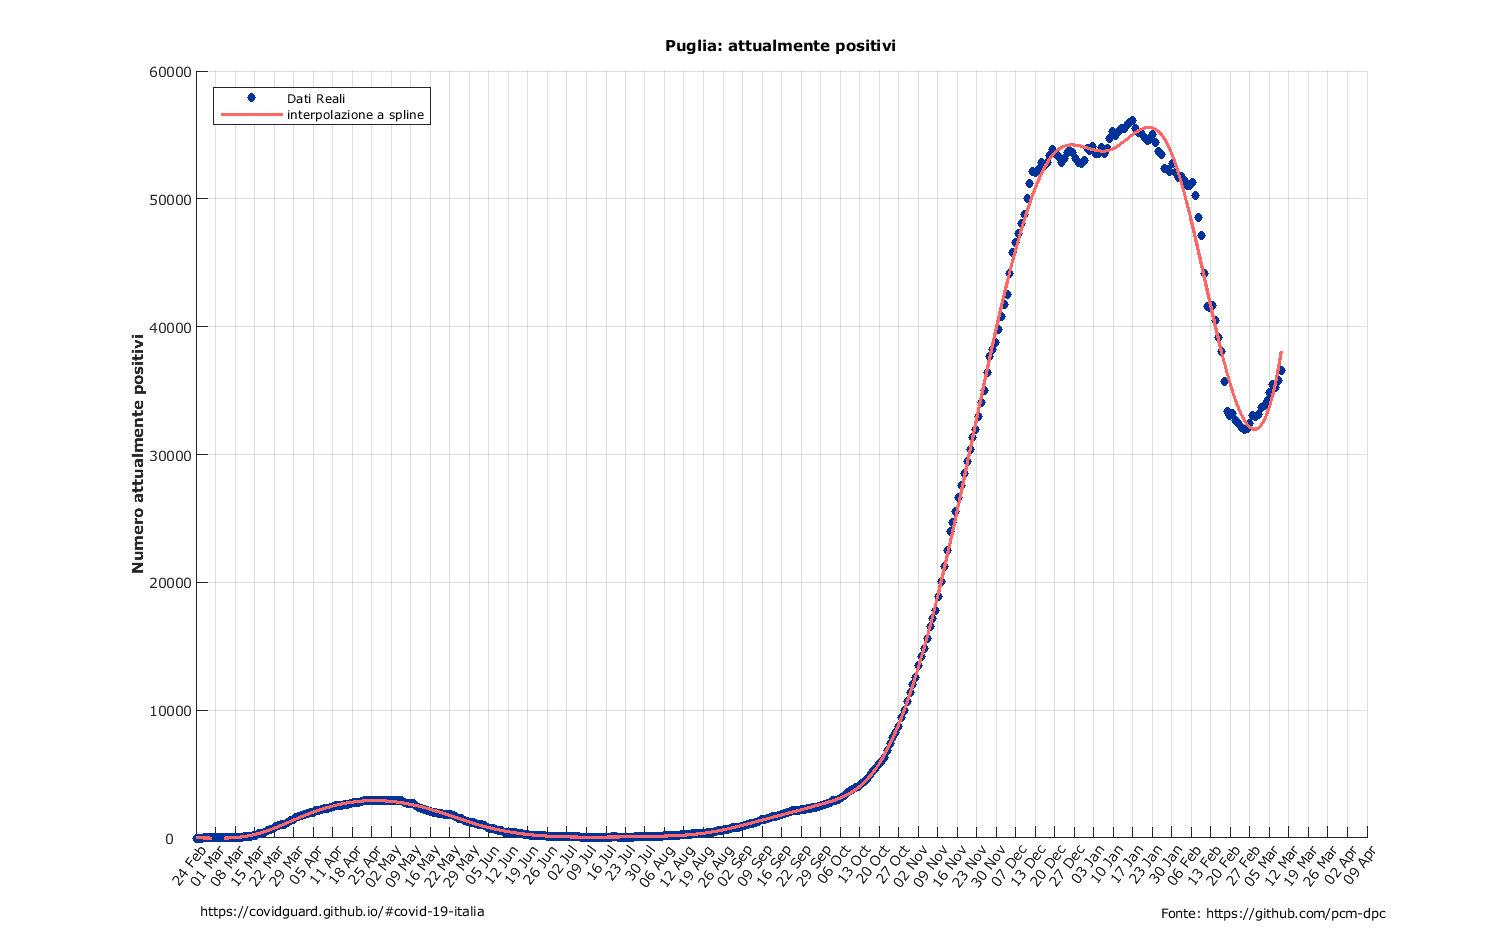 Puglia: attualmente positivi
60000
50000
40000
30000
20000
10000
0
Numero attualmente positivi
Dati Reali
interpolazione a spline
24 Feb
01 Mar
08 Mar
15 Mar
22 Mar
29 Mar
05 Apr
11 Apr
18 Apr
25 Apr
02 May
09 May
16 May
22 May
29 May
05 Jun
12 Jun
19 Jun
26 Jun
02 Jul
09 Jul
16 Jul
23 Jul
30 Jul
06 Aug
12 Aug
19 Aug
26 Aug
02 Sep
09 Sep
16 Sep
22 Sep
29 Sep
06 Oct
13 Oct
20 Oct
27 Oct
02 Nov
09 Nov
16 Nov
23 Nov
30 Nov
07 Dec
13 Dec
20 Dec
27 Dec
03 Jan
10 Jan
17 Jan
23 Jan
30 Jan
06 Feb
13 Feb
20 Feb
27 Feb
05 Mar
12 Mar
19 Mar
26 Mar
02 Apr
09 Apr
https://covidguard.github.io/#covid-19-italia
Fonte: https://github.com/pcm-dpc